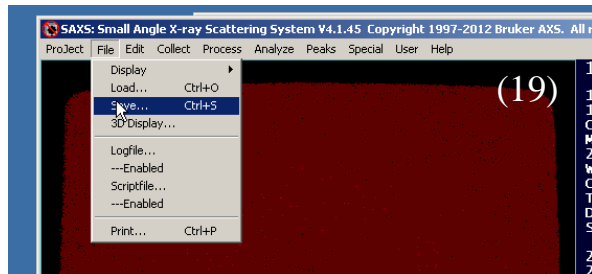 SAXS: Small Angle X-ray Scattering System V4.1.45 Copyright 1997-2012 Bruker AXS. All
ProJect File Edit Collect Process Analyze Peaks Special User Help
Display
Load... Ctrl+O
Save... Ctrl+S
3D Display...
Logfile...
---Enabled
Scriptfile...
---Enabled
Print... Ctrl+P
(19)